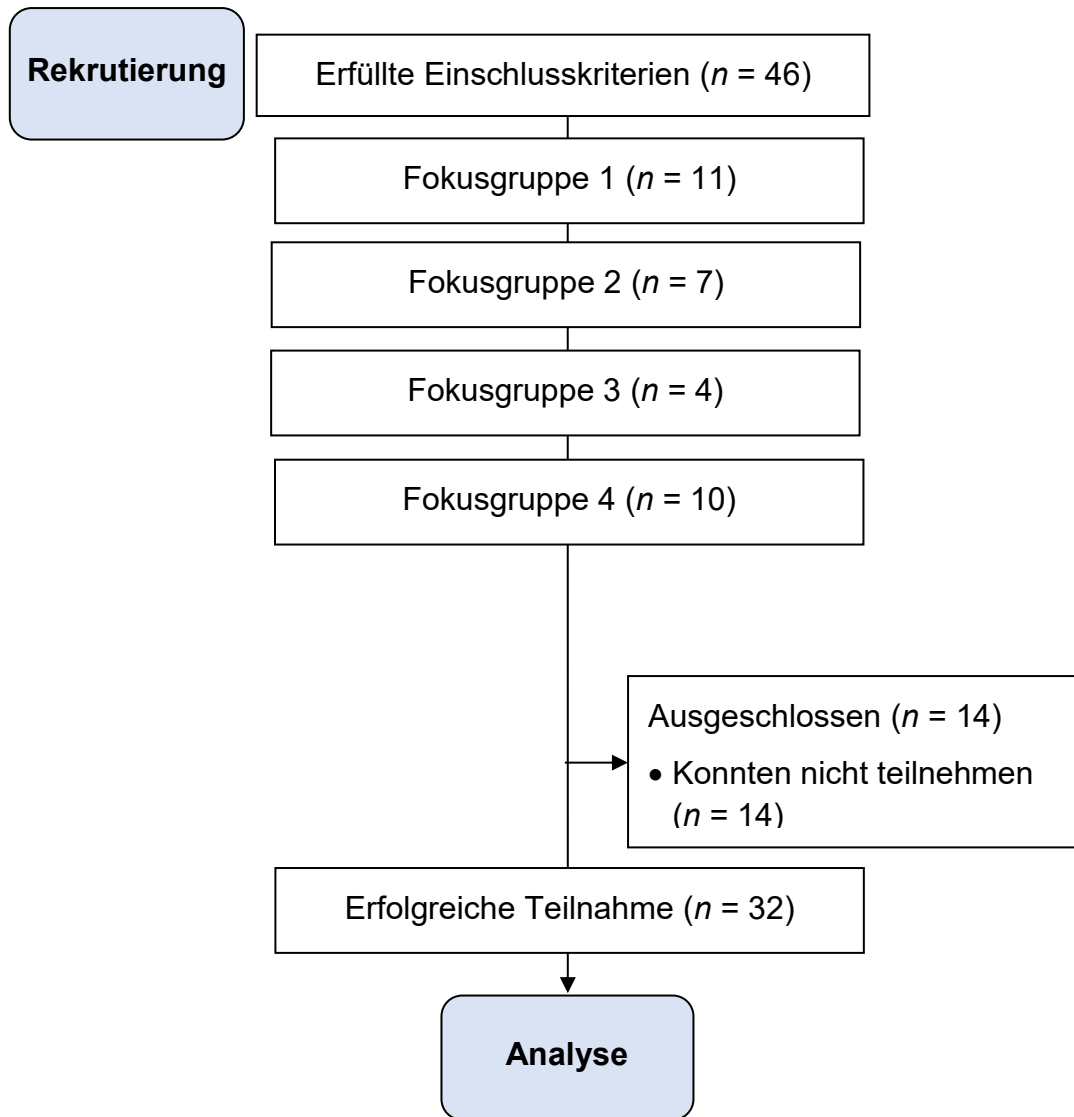 Rekrutierung
Erfüllte Einschlusskriterien (n = 46)
Fokusgruppe 1 (n = 11)
Fokusgruppe 2 (n = 7)
Fokusgruppe 3 (n = 4)
Fokusgruppe 4 (n = 10)
Ausgeschlossen (n = 14)
• Konnten nicht teilnehmen
(n = 14)
Erfolgreiche Teilnahme (n = 32)
Analyse